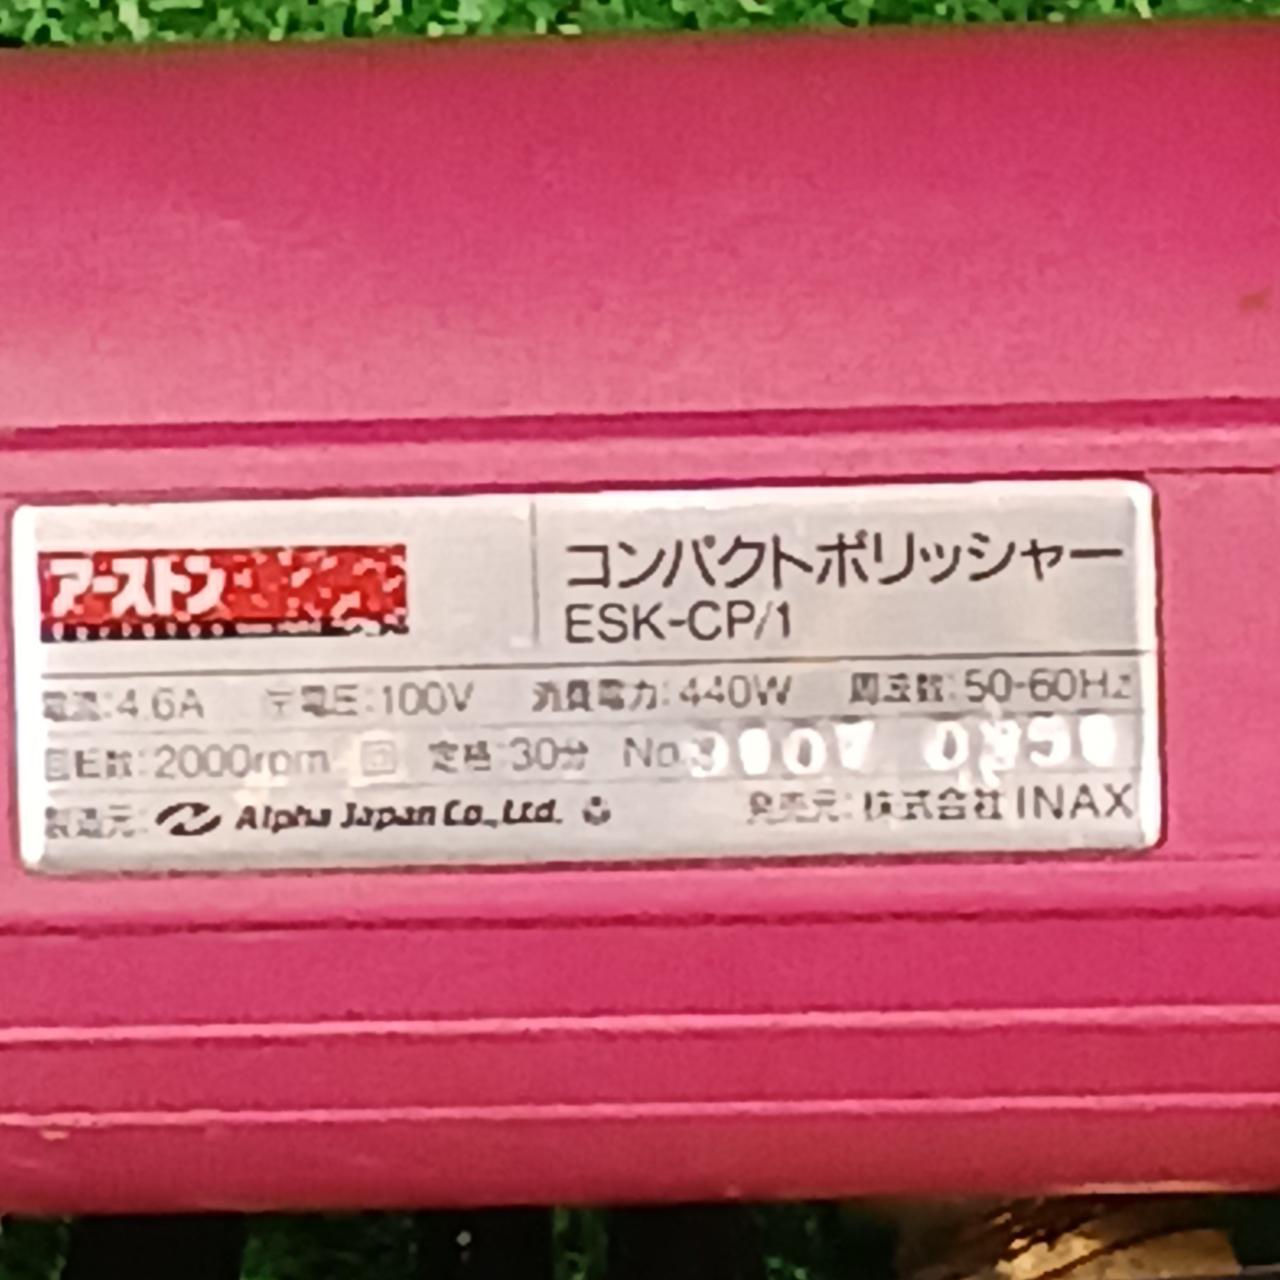 アーストン
コンパクトポリッシャー
ESK-CP/1
電流:4.6A 電圧:100V 消費電力:440W 周波数:50-60Hz
回転数:2000rpm 回 定格:30分 No.
製造元: Alpha Japan Co., Ltd. 発売元:株式会社INAX